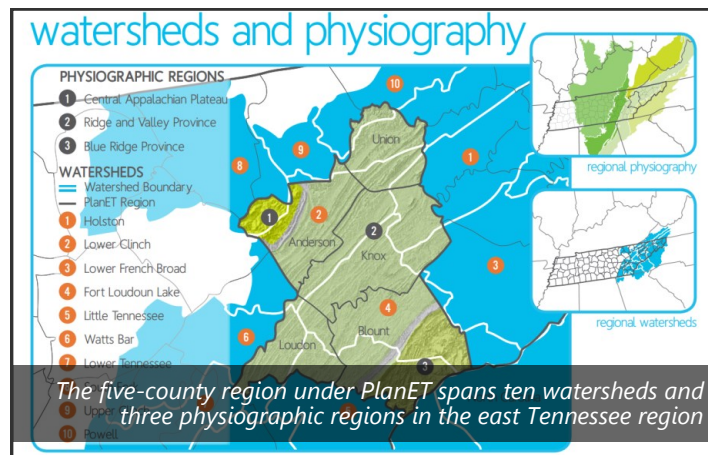 watersheds and physiography
PHYSIOGRAPHIC REGIONS
1 Central Appalachian Plateau
2 Ridge and Valley Province
3 Blue Ridge Province
WATERSHEDS
Watershed Boundary
PlanET Region
1 Holston
2 Lower Clinch
3 Lower French Broad
4 Fort Loudoun Lake
5 Little Tennessee
6 Watts Bar
7 Lower Tennessee
9 Upper
10 Powell
10
Union
9
1
8
1
2
Anderson
2
Knox
3
4
Blount
6
Loudon
3
regional physiography
regional watersheds
The five-county region under PlanET spans ten watersheds and
three physiographic regions in the east Tennessee region